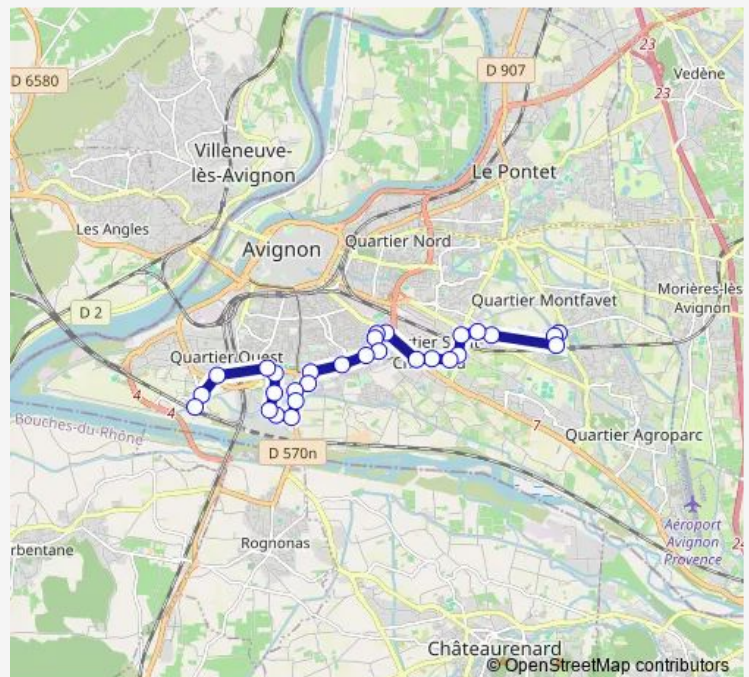 23
D 6580
D 907
Vedène
23
Villeneuve-
lès-Avignon
Le Pontet
Les Angles
Avignon
Quartier Nord
Quartier Montfavet
Morières-lès
Avignon
D 2
Quartier Ouest
4
4
7
Bouches-du-Rhône
D 570n
Quartier Agroparc
Rognonas
Aéroport
Avignon
Provence
rbentane
24
Châteaurenard
© OpenStreetMap contributors